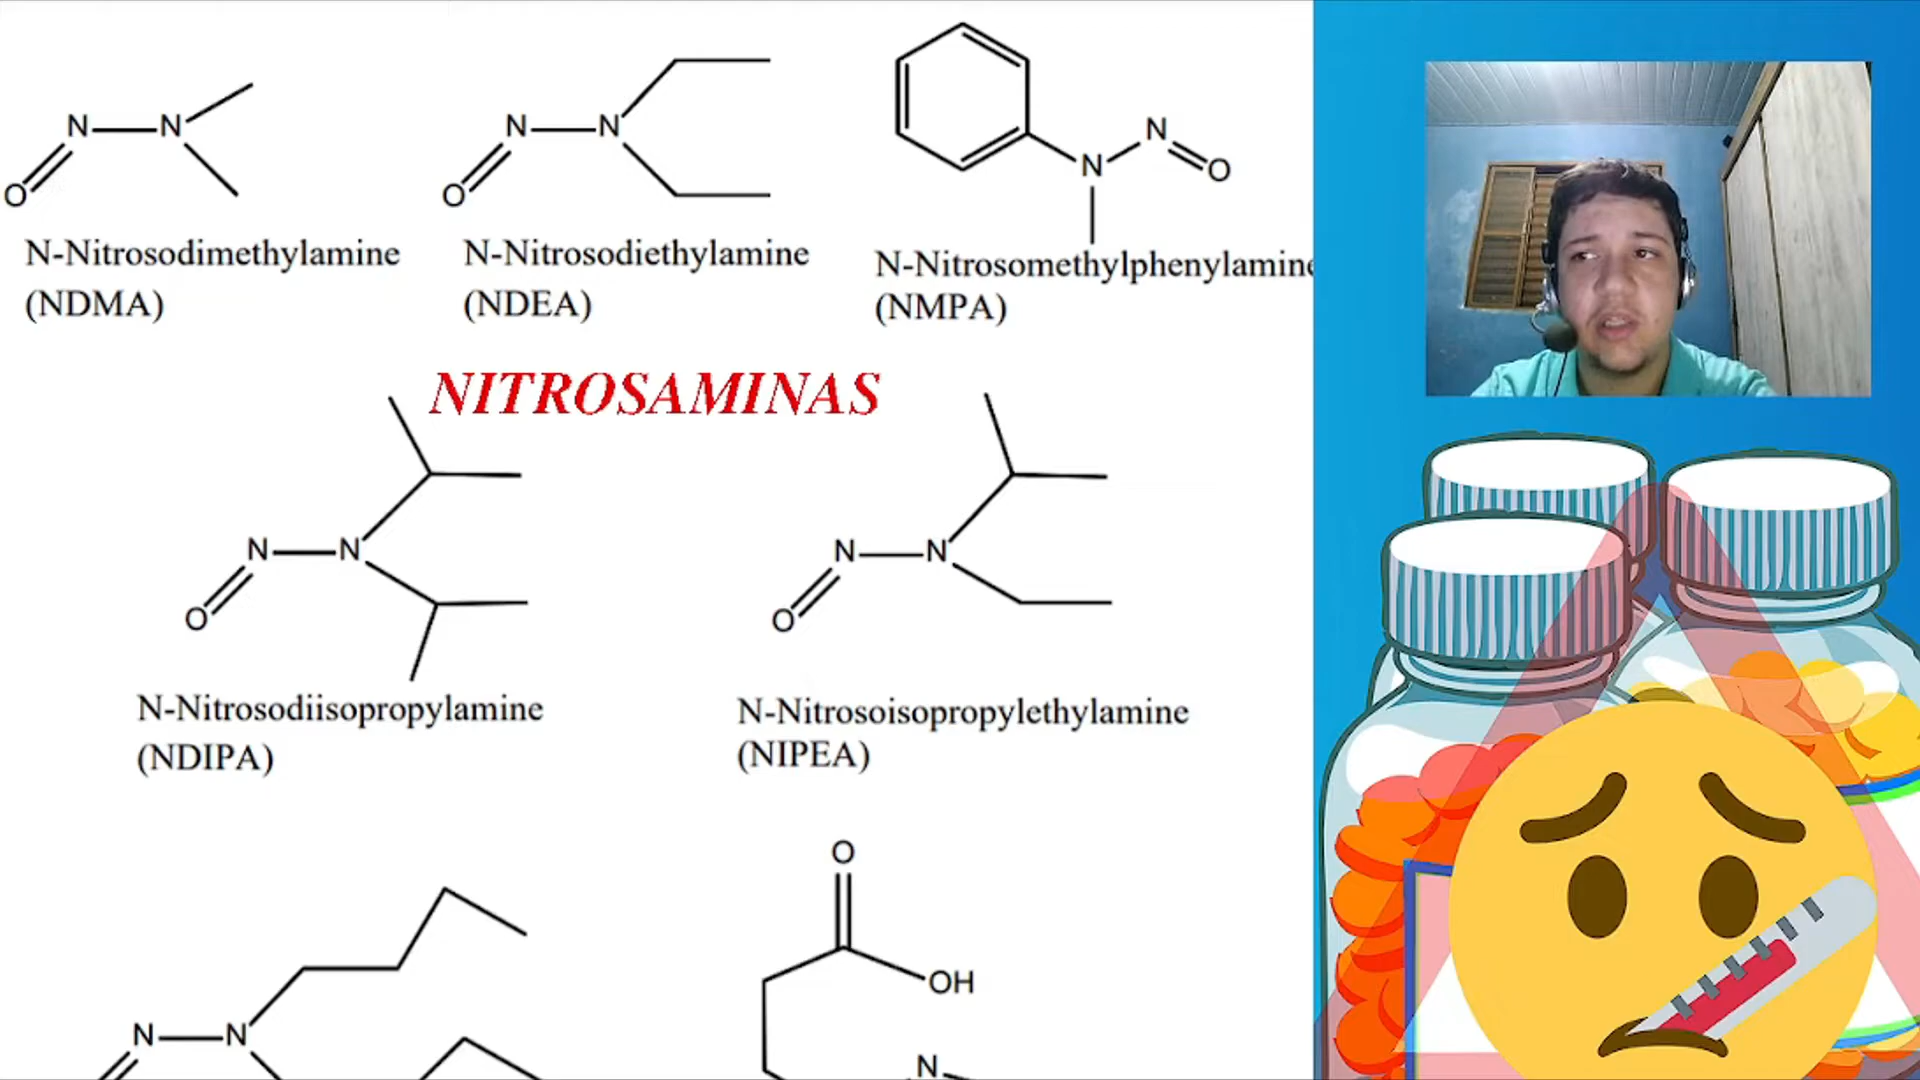 N N
O
N-Nitrosodimethylamine
(NDMA)
N N
O
N-Nitrosodiethylamine
(NDEA)
N N
O
N-Nitrosomethylphenylamine
(NMPA)
NITROSAMINAS
N N
O
N-Nitrosodiisopropylamine
(NDIPA)
N N
O
N-Nitrosoisopropylethylamine
(NIPEA)
N N
O
OH
N